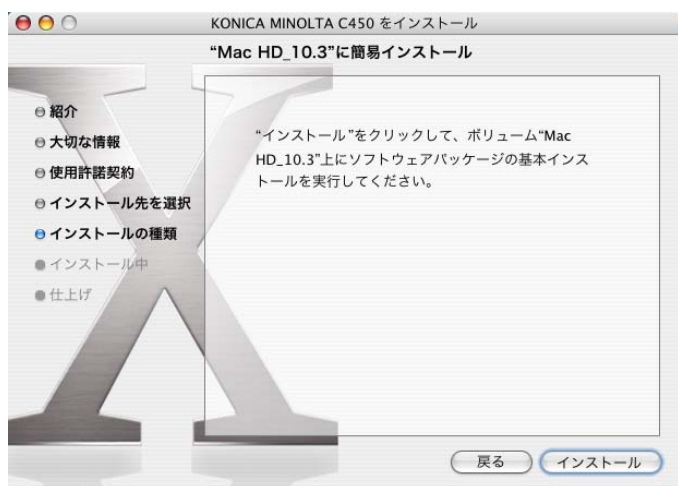 KONICA MINOLTA C450 をインストール
“Mac HD_10.3”に簡易インストール
紹介
大切な情報
使用許諾契約
インストール先を選択
インストールの種類
インストール中
仕上げ
“インストール”をクリックして、ボリューム“Mac
HD_10.3”上にソフトウェアパッケージの基本インス
トールを実行してください。
戻る
インストール